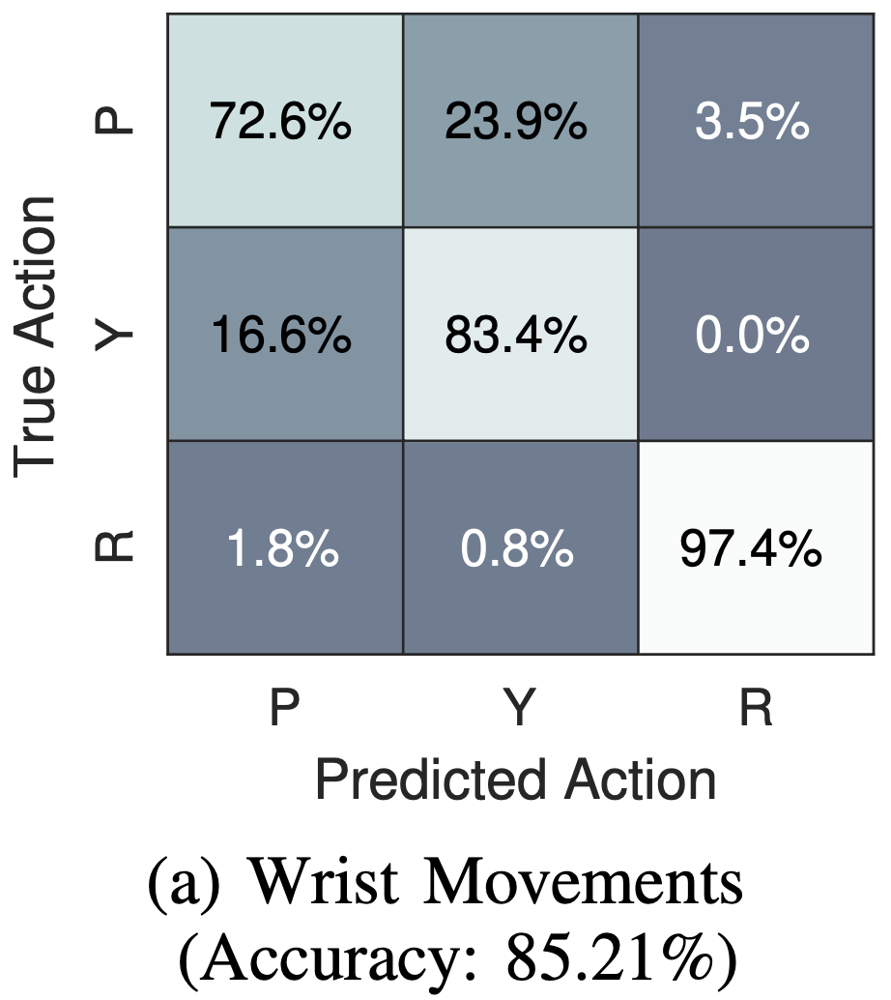 True Action
P 72.6% 23.9% 3.5%
Y 16.6% 83.4% 0.0%
R 1.8% 0.8% 97.4%
P Y R
Predicted Action
(a) Wrist Movements
(Accuracy: 85.21%)